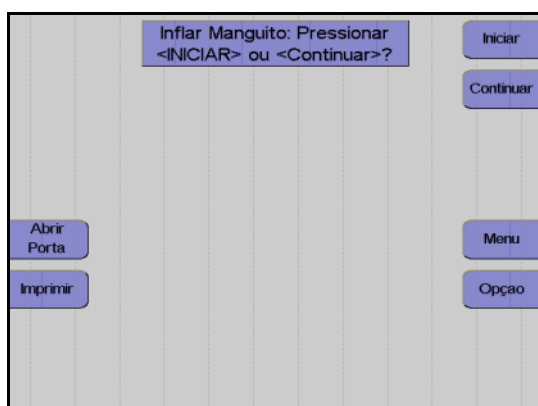 Inflar Manguito: Pressionar
<INICIAR> ou <Continuar>?
Iniciar
Continuar
Abrir
Porta
Menu
Imprimir
Opçao